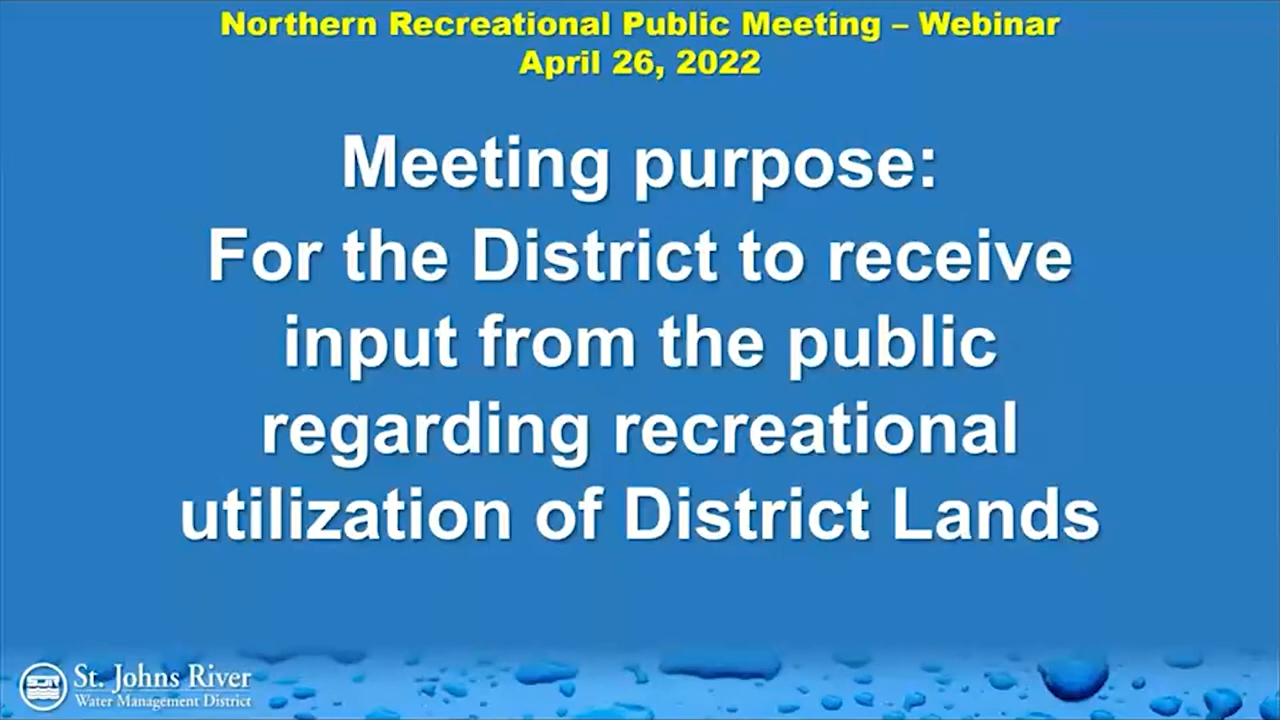 Northern Recreational Public Meeting – Webinar
April 26, 2022
Meeting purpose:
For the District to receive
input from the public
regarding recreational
utilization of District Lands
St. Johns River
Water Management District